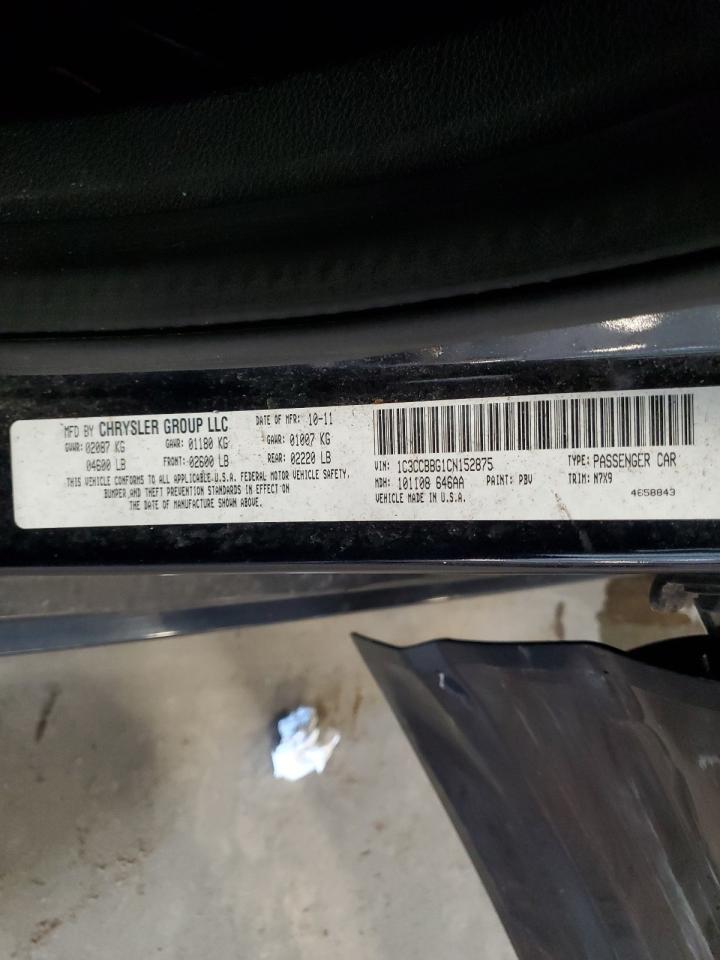 MFD BY CHRYSLER GROUP LLC DATE OF MFR: 10-11
GVWR: 02087 KG GAWR: 01180 KG GAWR: 01007 KG
04600 LB FRONT: 02600 LB REAR: 02220 LB
THIS VEHICLE CONFORMS TO ALL APPLICABLE U.S.A. FEDERAL MOTOR VEHICLE SAFETY,
BUMPER, AND THEFT PREVENTION STANDARDS IN EFFECT ON
THE DATE OF MANUFACTURE SHOWN ABOVE.
VIN: 1C3CCBBG1CN152875 TYPE: PASSENGER CAR
MDH: 101108 646AA PAINT: PBV TRIM: N7X9
VEHICLE MADE IN U.S.A. 4658843